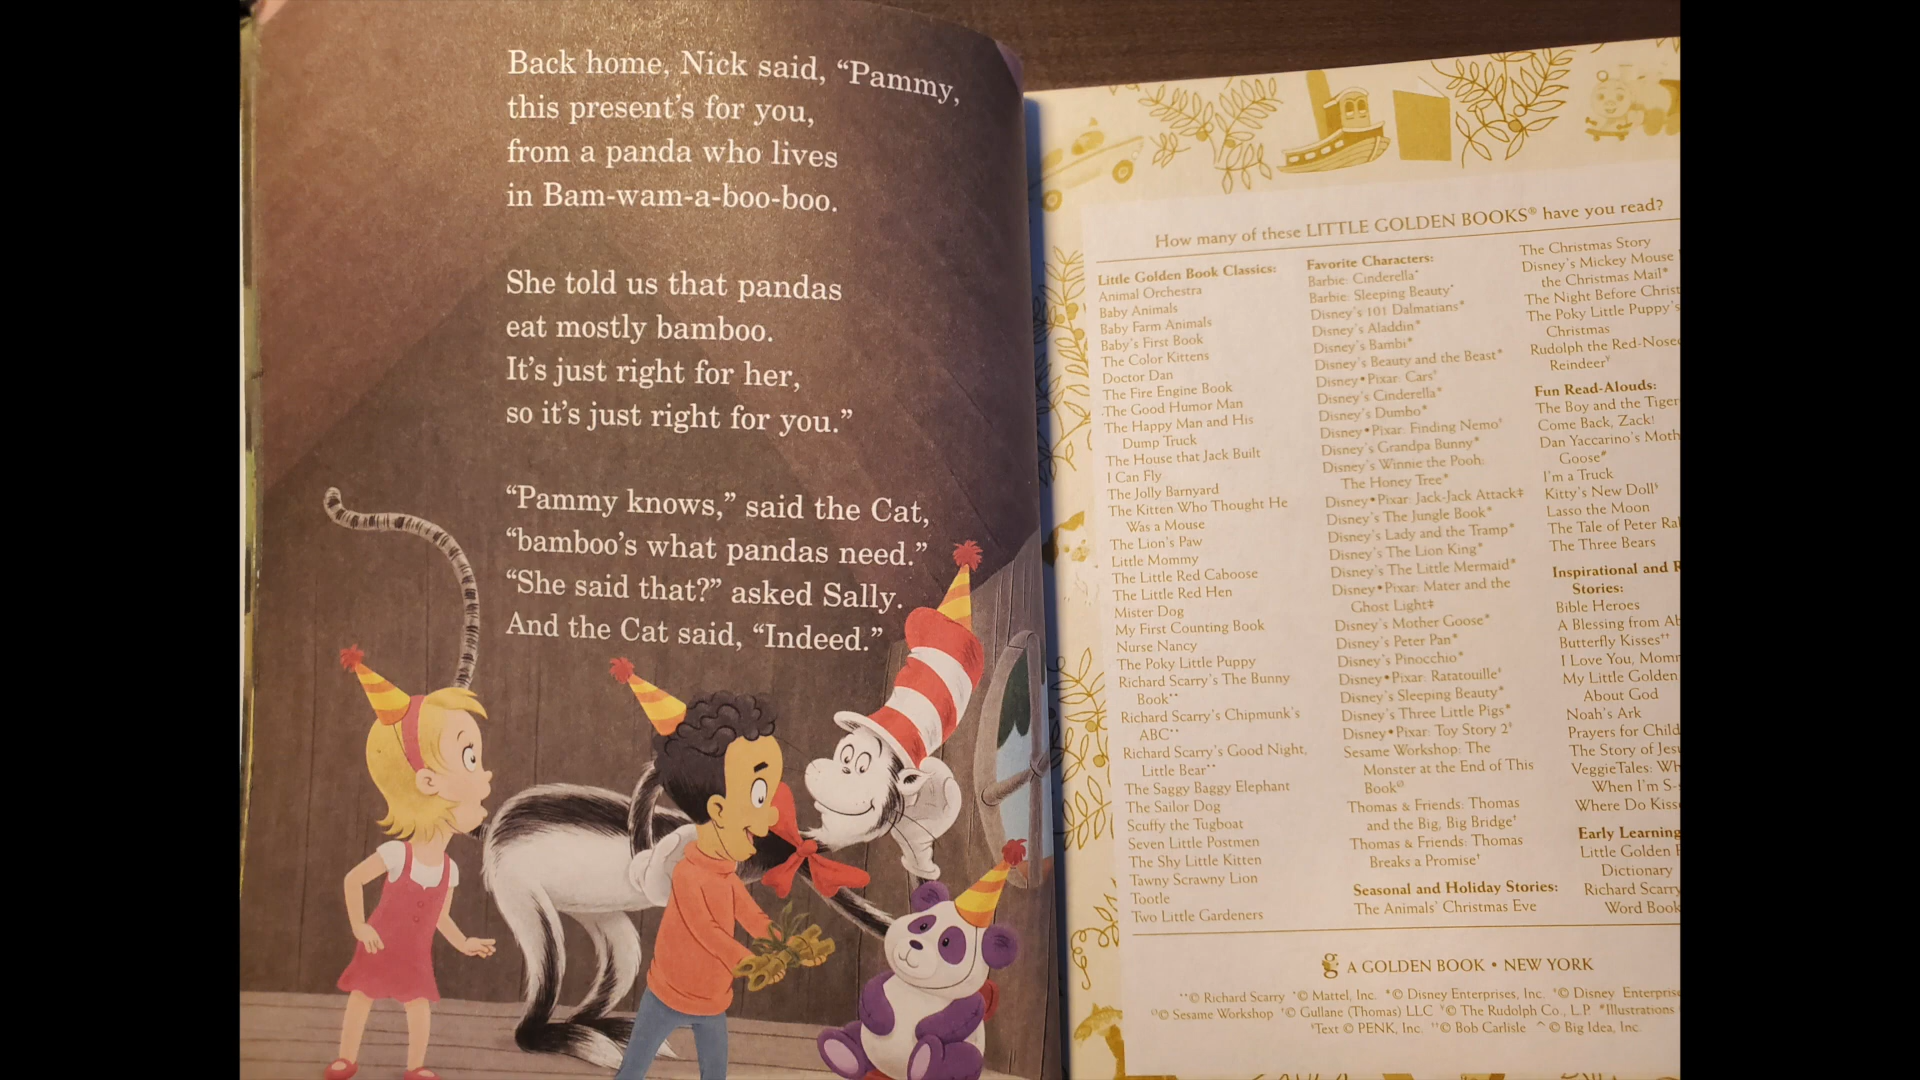 Back home, Nick said, “Pammy,
this present’s for you,
from a panda who lives
in Bam-wam-a-boo-boo.
She told us that pandas
eat mostly bamboo.
It’s just right for her,
so it’s just right for you.”
“Pammy knows,” said the Cat,
“bamboo’s what pandas need.”
“She said that?” asked Sally.
And the Cat said, “Indeed.”
How many of these LITTLE GOLDEN BOOKS® have you read?
Little Golden Book Classics:
Animal Orchestra
Baby Animals
Baby Farm Animals
Baby's First Book
The Color Kittens
Doctor Dan
The Fire Engine Book
The Good Humor Man
The Happy Man and His
Dump Truck
The House that Jack Built
I Can Fly
The Jolly Barnyard
The Kitten Who Thought He
Was a Mouse
The Lion's Paw
Little Mommy
The Little Red Caboose
The Little Red Hen
Mister Dog
My First Counting Book
Nurse Nancy
The Poky Little Puppy
Richard Scarry's The Bunny
Book**
Richard Scarry's Chipmunk's
ABC**
Richard Scarry's Good Night,
Little Bear**
The Saggy Baggy Elephant
The Sailor Dog
Scuffy the Tugboat
Seven Little Postmen
The Shy Little Kitten
Tawny Scrawny Lion
Tootle
Two Little Gardeners
Favorite Characters:
Barbie: Cinderella
Barbie: Sleeping Beauty
Disney's 101 Dalmatians*
Disney's Aladdin*
Disney's Bambi*
Disney's Beauty and the Beast*
Disney•Pixar: Cars
Disney's Cinderella*
Disney's Dumbo*
Disney•Pixar: Finding Nemo
Disney's Grandpa Bunny*
Disney's Winnie the Pooh:
The Honey Tree*
Disney•Pixar: Jack-Jack Attack‡
Disney's The Jungle Book*
Disney's Lady and the Tramp*
Disney's The Lion King*
Disney's The Little Mermaid*
Disney•Pixar: Mater and the
Ghost Light‡
Disney's Mother Goose*
Disney's Peter Pan*
Disney's Pinocchio*
Disney•Pixar: Ratatouille
Disney's Sleeping Beauty*
Disney's Three Little Pigs*
Disney•Pixar: Toy Story 2
Sesame Workshop: The
Monster at the End of This
Book
Thomas & Friends: Thomas
and the Big, Big Bridge
Thomas & Friends: Thomas
Breaks a Promise
Seasonal and Holiday Stories:
The Animals' Christmas Eve
The Christmas Story
Disney's Mickey Mouse
the Christmas Mail*
The Night Before Christ
The Poky Little Puppy's
Christmas
Rudolph the Red-Nose
Reindeer
Fun Read-Alouds:
The Boy and the Tiger
Come Back, Zack!
Dan Yaccarino's Moth
Goose#
I'm a Truck
Kitty's New Doll
Lasso the Moon
The Tale of Peter Ra
The Three Bears
Inspirational and R
Stories:
Bible Heroes
A Blessing from Ab
Butterfly Kisses††
I Love You, Mom
My Little Golden
About God
Noah's Ark
Prayers for Child
The Story of Jesu
VeggieTales: Wh
When I'm S-
Where Do Kisse
Early Learning
Little Golden
Dictionary
Richard Scarry
Word Book
A GOLDEN BOOK • NEW YORK
**© Richard Scarry © Mattel, Inc. *© Disney Enterprises, Inc. © Disney Enterprise
© Sesame Workshop © Gullane (Thomas) LLC © The Rudolph Co., L.P. #Illustrations
Text © PENK, Inc. ††© Bob Carlisle ^© Big Idea, Inc.